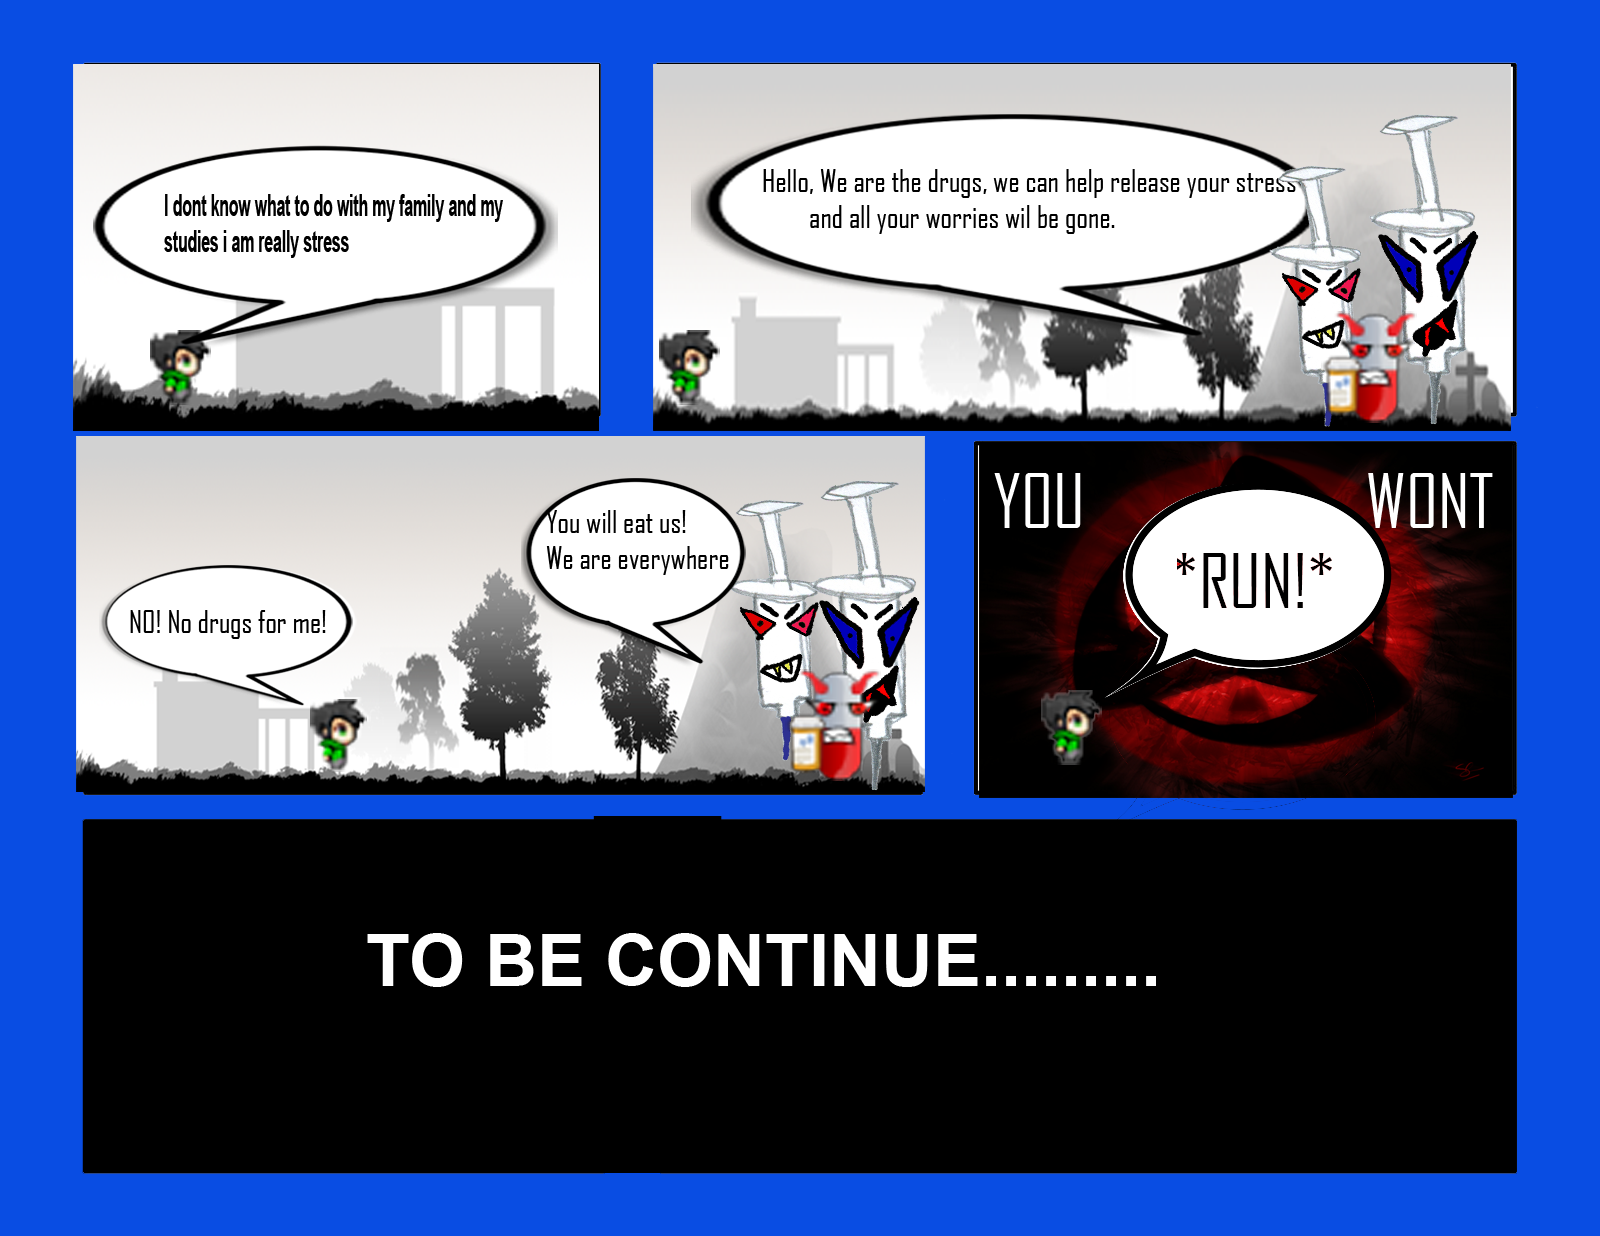 I dont know what to do with my family and my
studies i am really stress
Hello, We are the drugs, we can help release your stress
and all your worries wil be gone.
NO! No drugs for me!
You will eat us!
We are everywhere
YOU WONT
*RUN!*
TO BE CONTINUE.........